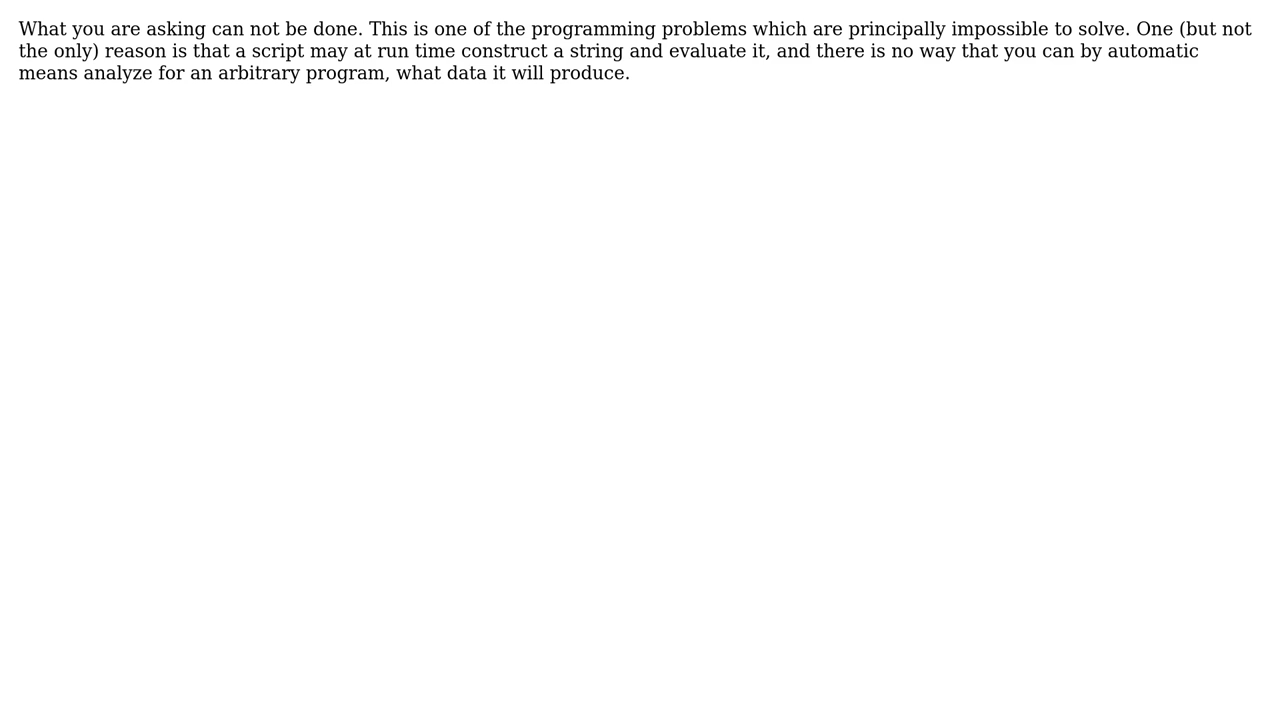 What you are asking can not be done. This is one of the programming problems which are principally impossible to solve. One (but not
the only) reason is that a script may at run time construct a string and evaluate it, and there is no way that you can by automatic
means analyze for an arbitrary program, what data it will produce.